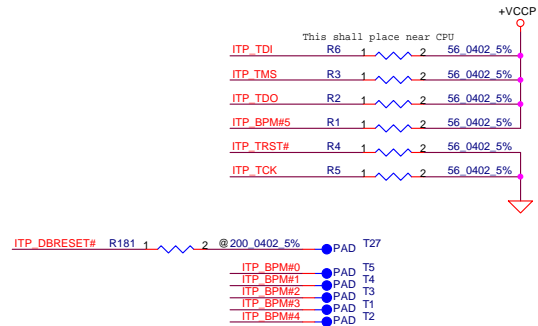 +VCCP
This shall place near CPU
ITP_TDI R6 1 2 56_0402_5%
ITP_TMS R3 1 2 56_0402_5%
ITP_TDO R2 1 2 56_0402_5%
ITP_BPM#5 R1 1 2 56_0402_5%
ITP_TRST# R4 1 2 56_0402_5%
ITP_TCK R5 1 2 56_0402_5%
ITP_DBRESET# R181 1 2 @ 200_0402_5% PAD T27
ITP_BPM#0 PAD T5
ITP_BPM#1 PAD T4
ITP_BPM#2 PAD T3
ITP_BPM#3 PAD T1
ITP_BPM#4 PAD T2